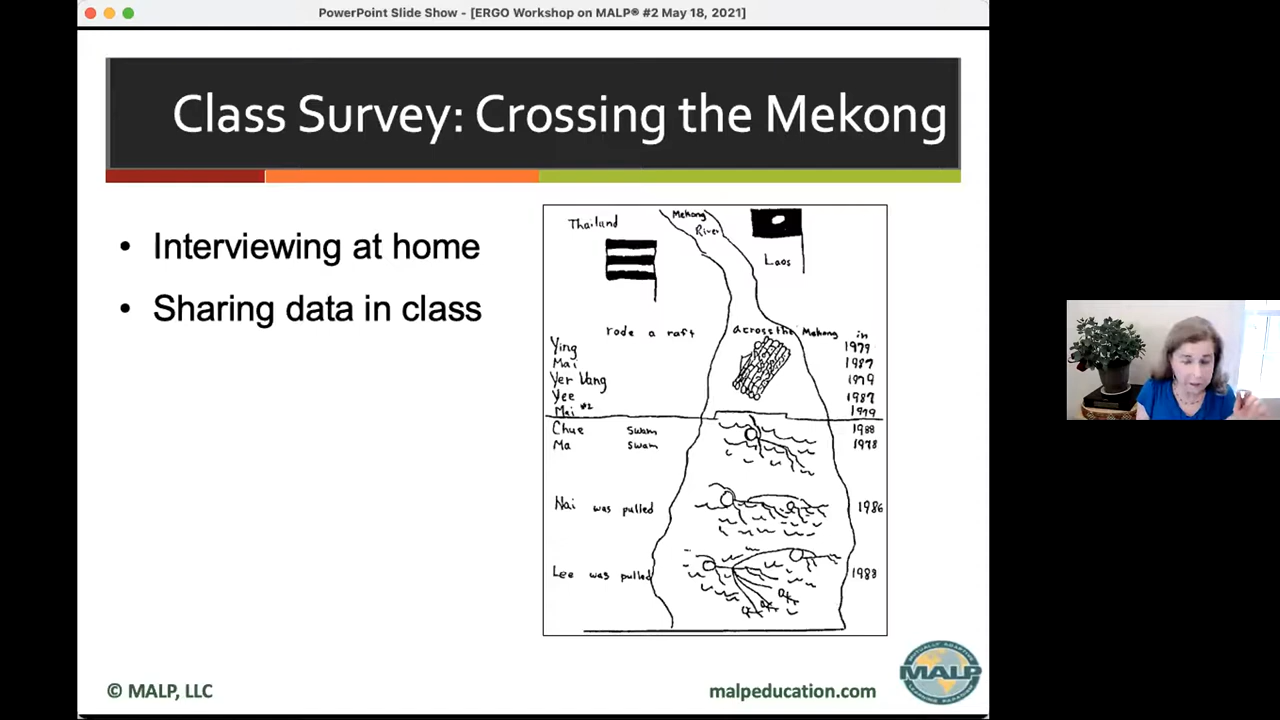 PowerPoint Slide Show - [ERGO Workshop on MALP® #2 May 18, 2021]
Class Survey: Crossing the Mekong
• Interviewing at home
• Sharing data in class
Thailand
Mekong
River
Laos
rode a raft across the Mekong in
Ying 1979
Mai 1987
Yer Vang 1979
Yee 1987
Mai #2 1979
Chue swam 1988
Ma swam 1978
Nai was pulled 1986
Lee was pulled
© MALP, LLC
malpeducation.com
MALP